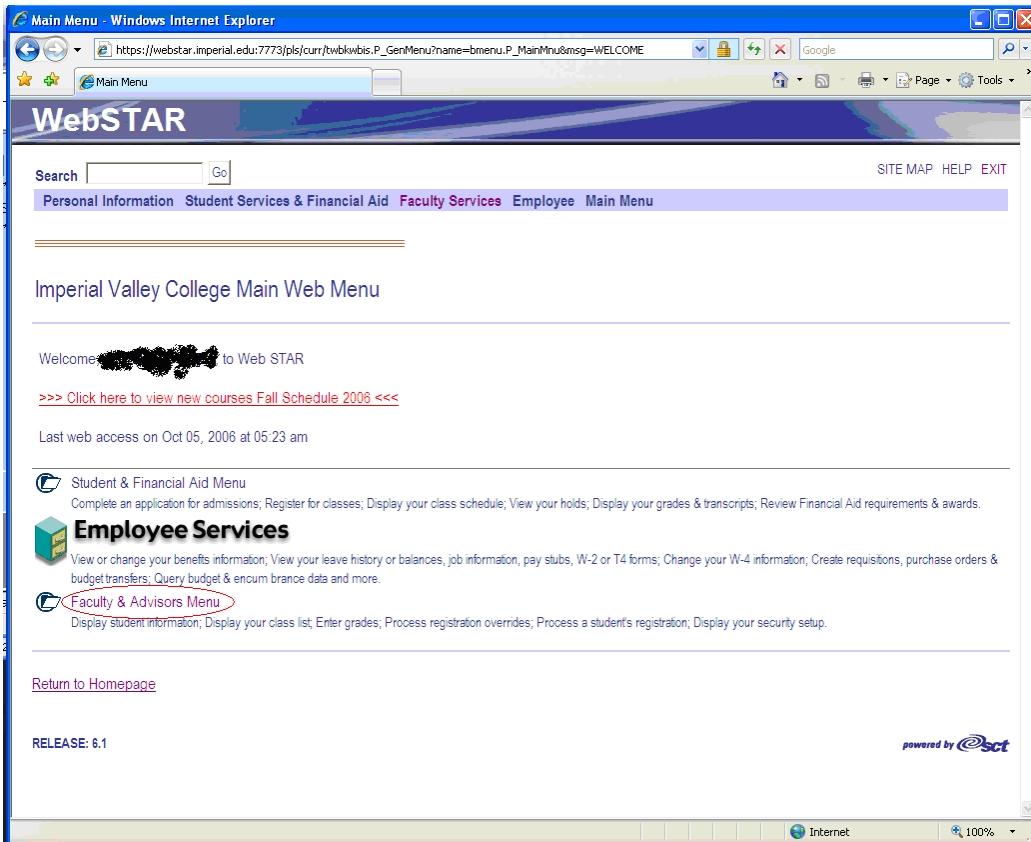 Main Menu - Windows Internet Explorer
https://webstar.imperial.edu:7773/pls/curr/twbkwbis.P_GenMenu?name=bmenu.P_MainMnu&msg=WELCOME
Google
Main Menu
Page
Tools
WebSTAR
Search
Go
SITE MAP HELP EXIT
Personal Information Student Services & Financial Aid Faculty Services Employee Main Menu
Imperial Valley College Main Web Menu
Welcome to Web STAR
>>> Click here to view new courses Fall Schedule 2006 <<<
Last web access on Oct 05, 2006 at 05:23 am
Student & Financial Aid Menu
Complete an application for admissions; Register for classes; Display your class schedule; View your holds; Display your grades & transcripts; Review Financial Aid requirements & awards.
Employee Services
View or change your benefits information; View your leave history or balances, job information, pay stubs, W-2 or T4 forms; Change your W-4 information; Create requisitions, purchase orders &
budget transfers; Query budget & encum brance data and more.
Faculty & Advisors Menu
Display student information; Display your class list; Enter grades; Process registration overrides; Process a student's registration; Display your security setup.
Return to Homepage
RELEASE: 6.1
powered by sct
Internet
100%